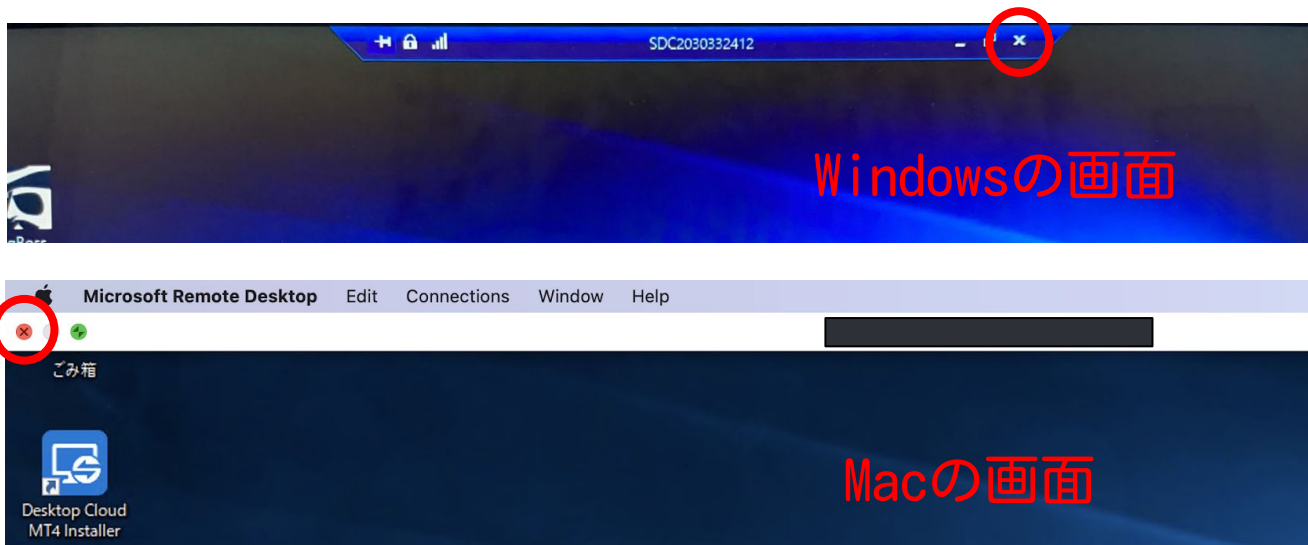 SDC2030332412
Windowsの画面
Microsoft Remote Desktop Edit Connections Window Help
ごみ箱
Desktop Cloud
MT4 Installer
Macの画面